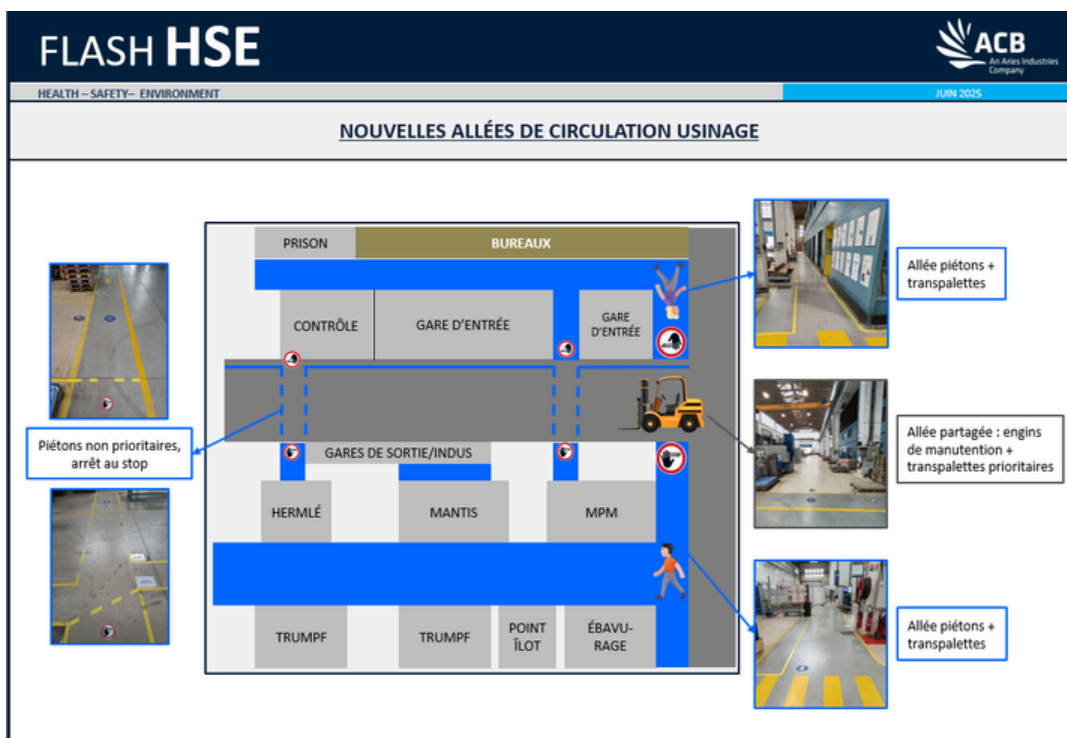 FLASH HSE
ACB
An Aries Industries
Company
HEALTH – SAFETY– ENVIRONMENT
JUIN 2025
NOUVELLES ALLÉES DE CIRCULATION USINAGE
PRISON
BUREAUX
Allée piétons +
transpalettes
CONTRÔLE
GARE D'ENTRÉE
GARE
D'ENTRÉE
Piétons non prioritaires,
arrêt au stop
Allée partagée : engins
de manutention +
transpalettes prioritaires
GARES DE SORTIE/INDUS
HERMLÉ
MANTIS
MPM
TRUMPF
TRUMPF
POINT
ÎLOT
ÉBAVU-
RAGE
Allée piétons +
transpalettes